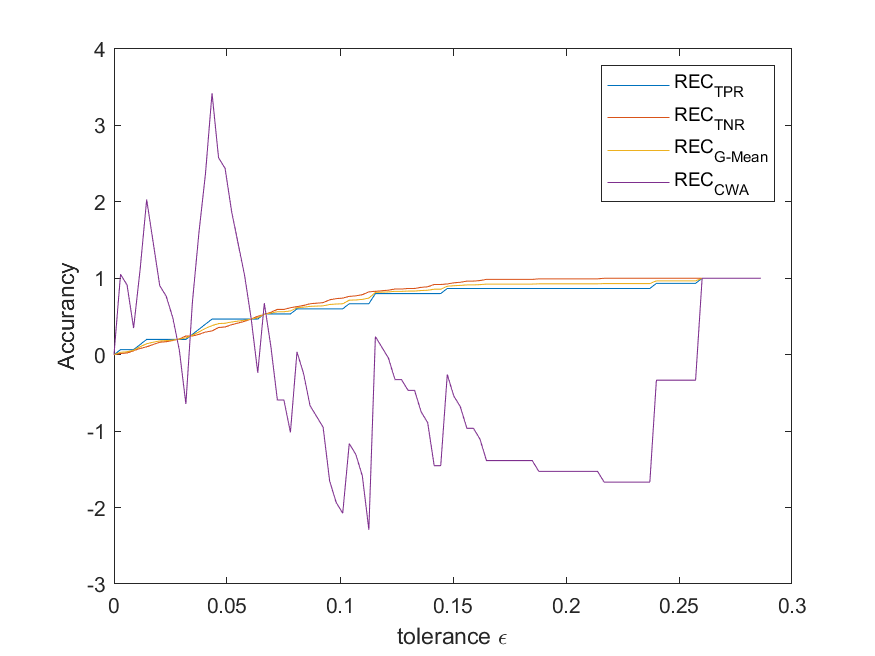 4
3
2
1
0
-1
-2
-3
0
0.05
0.1
0.15
0.2
0.25
0.3
Accurancy
tolerance ϵ
REC_TPR
REC_TNR
REC_G-Mean
REC_CWA